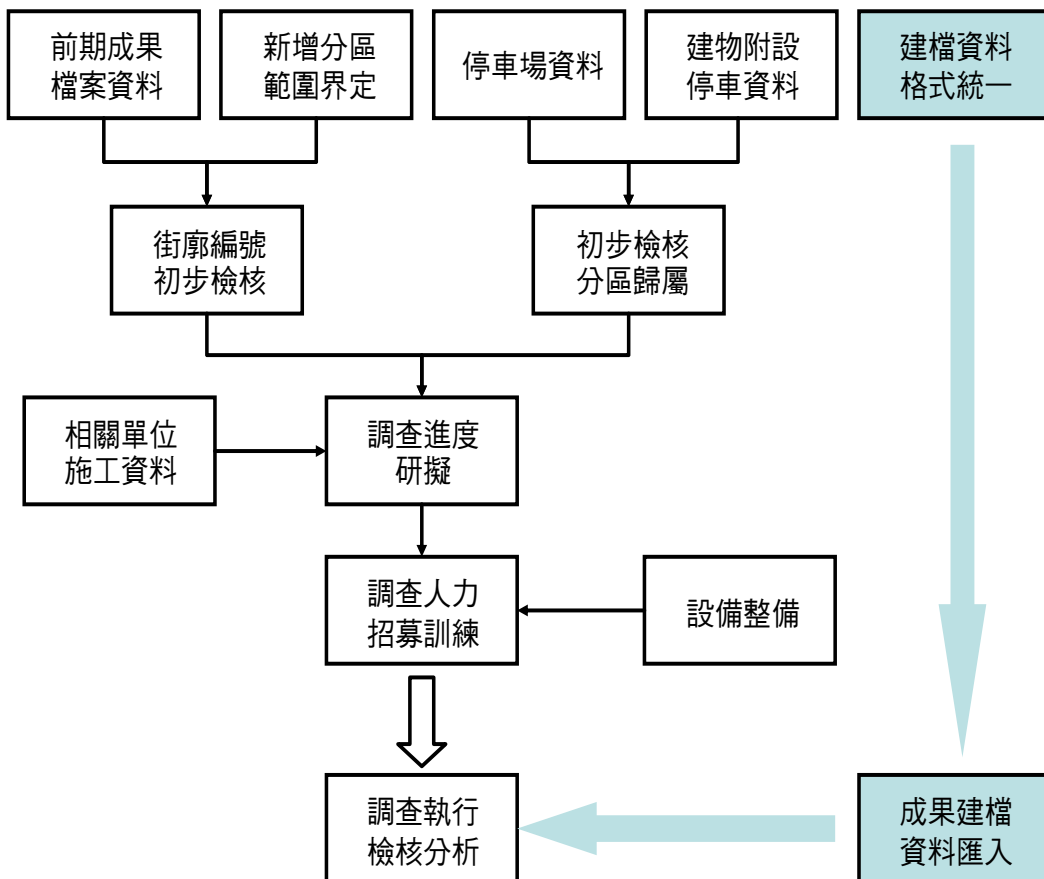 前期成果
檔案資料
新增分區
範圍界定
停車場資料
建物附設
停車資料
建檔資料
格式統一
街廓編號
初步檢核
初步檢核
分區歸屬
相關單位
施工資料
調查進度
研擬
調查人力
招募訓練
設備整備
調查執行
檢核分析
成果建檔
資料匯入